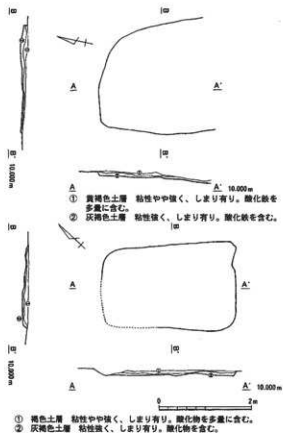 B
B
A
A'
B'
10.000m
B'
A
A'
10.000m
① 黄褐色土層 粘性やや強く、しまり有り。酸化鉄を
多量に含む。
② 灰褐色土層 粘性強く、しまり有り。酸化鉄を含む。
B
B
A
A'
B'
10.000m
B'
A
A'
10.000m
0
2m
① 褐色土層 粘性やや強く、しまり有り。酸化物を多量に含む。
② 灰褐色土層 粘性強く、しまり有り。酸化物を含む。